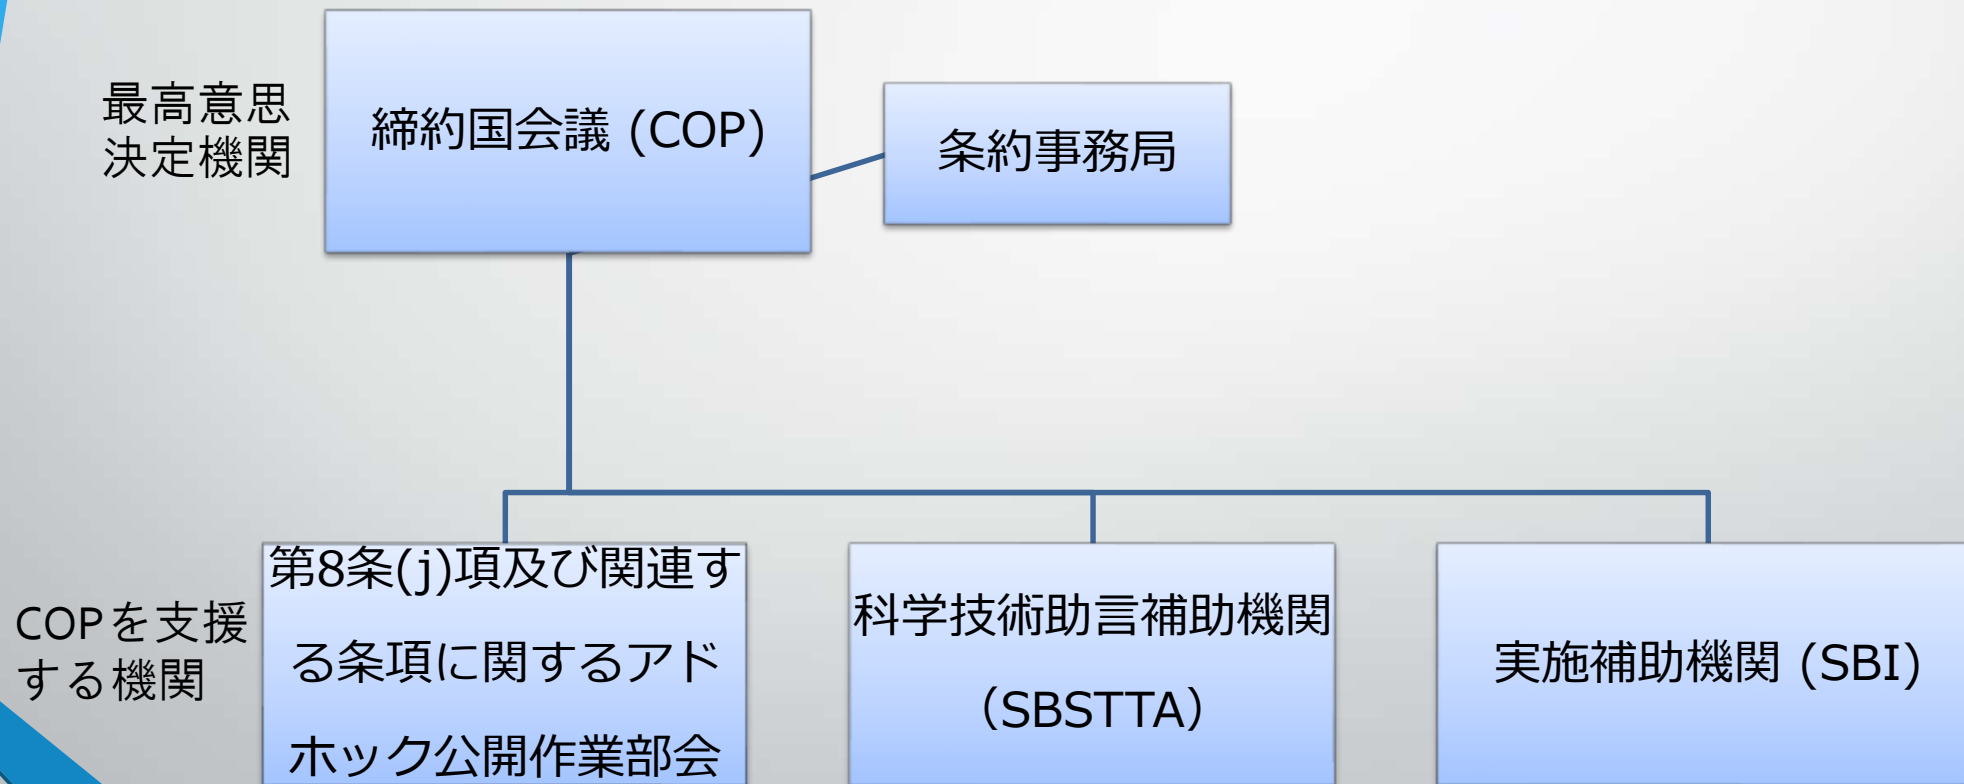 最高意思
決定機関
締約国会議 (COP)
条約事務局
COPを支援
する機関
第8条(j)項及び関連す
る条項に関するアド
ホック公開作業部会
科学技術助言補助機関
（SBSTTA）
実施補助機関 (SBI)